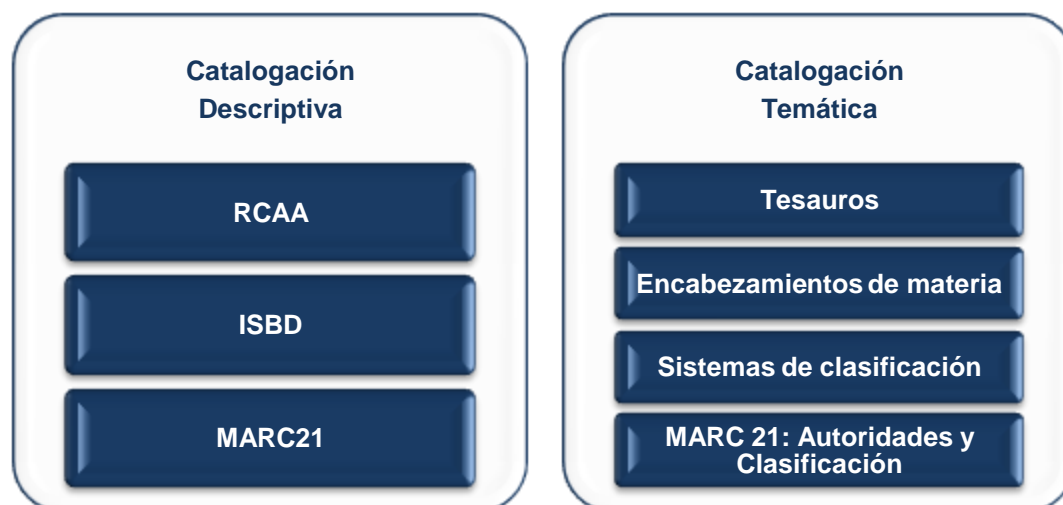 Catalogación
Descriptiva
RCAA
ISBD
MARC21
Catalogación
Temática
Tesauros
Encabezamientos de materia
Sistemas de clasificación
MARC 21: Autoridades y
Clasificación